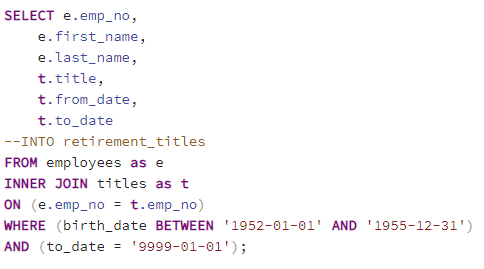 SELECT e.emp_no,
    e.first_name,
    e.last_name,
    t.title,
    t.from_date,
    t.to_date
--INTO retirement_titles
FROM employees as e
INNER JOIN titles as t
ON (e.emp_no = t.emp_no)
WHERE (birth_date BETWEEN '1952-01-01' AND '1955-12-31')
AND (to_date = '9999-01-01');